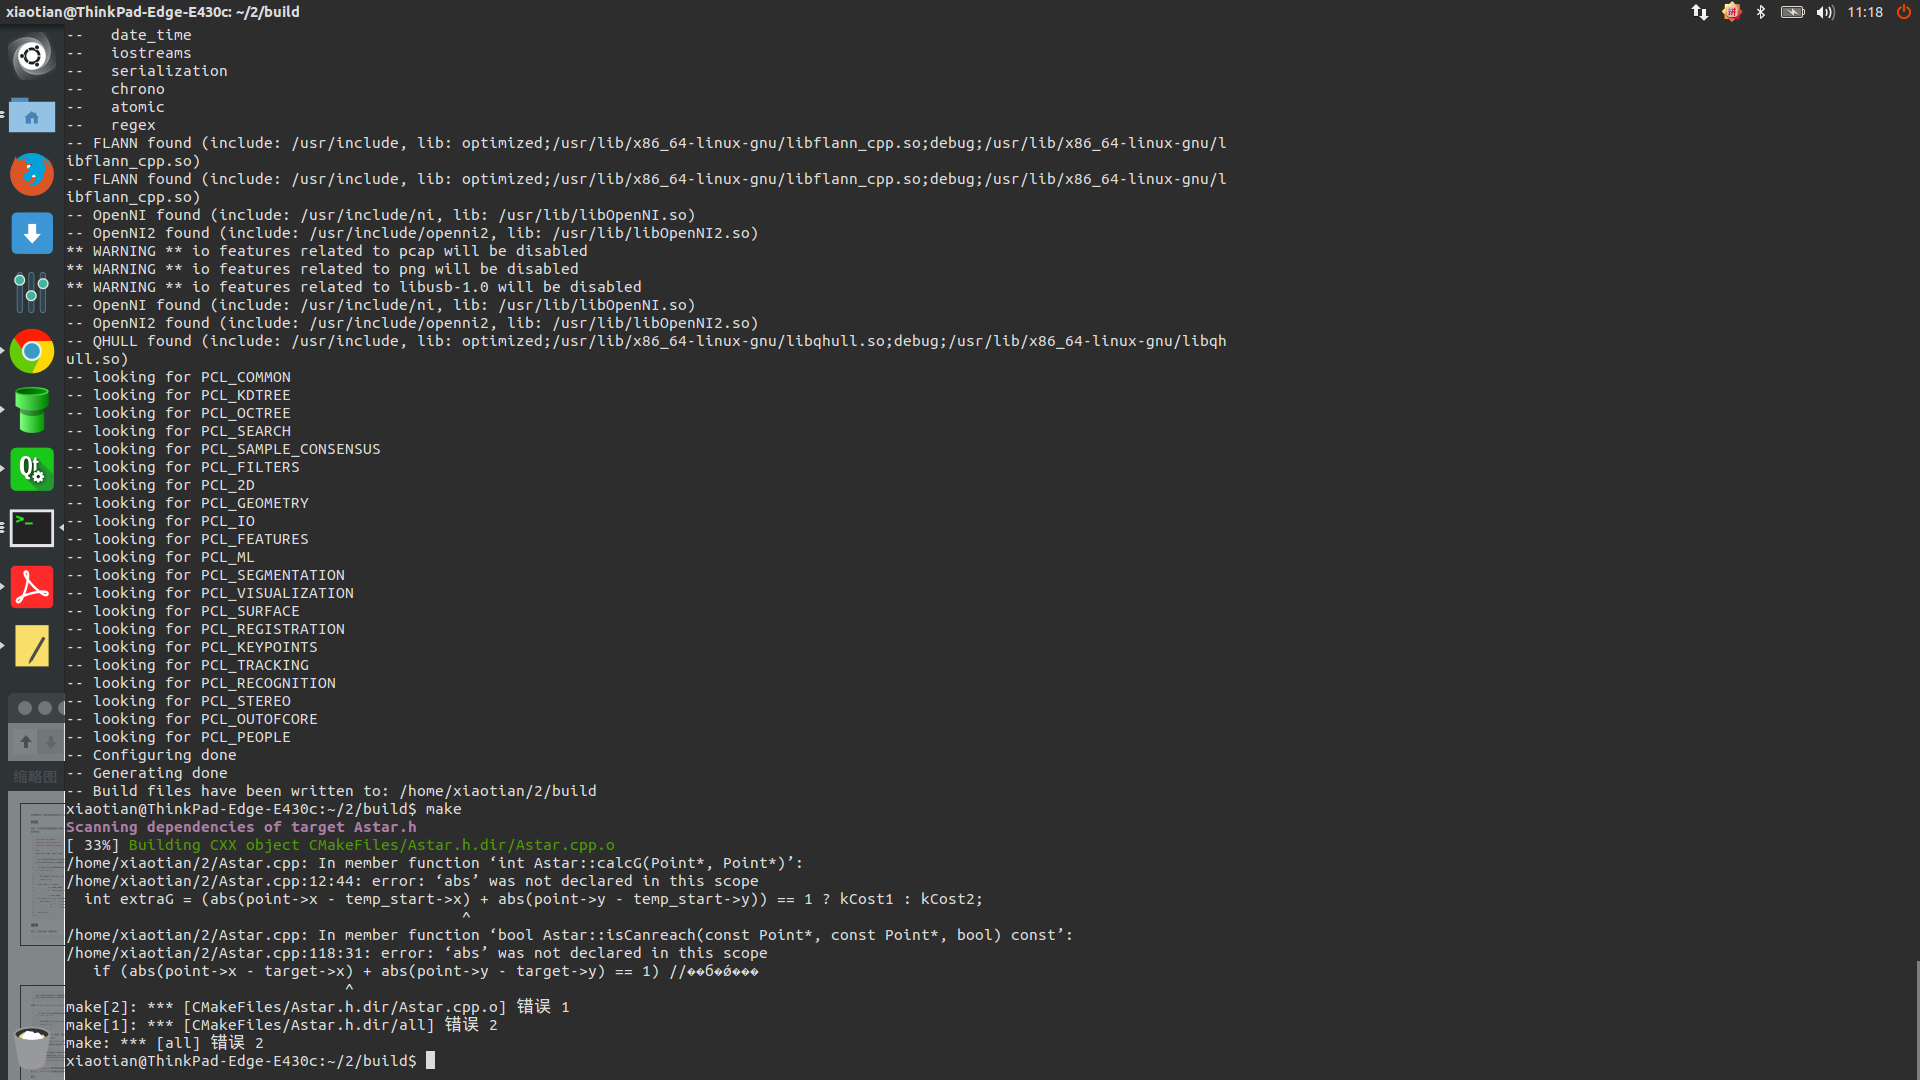 xiaotian@ThinkPad-Edge-E430c: ~/2/build
11:18
--   date_time
--   iostreams
--   serialization
--   chrono
--   atomic
--   regex
-- FLANN found (include: /usr/include, lib: optimized;/usr/lib/x86_64-linux-gnu/libflann_cpp.so;debug;/usr/lib/x86_64-linux-gnu/l
ibflann_cpp.so)
-- FLANN found (include: /usr/include, lib: optimized;/usr/lib/x86_64-linux-gnu/libflann_cpp.so;debug;/usr/lib/x86_64-linux-gnu/l
ibflann_cpp.so)
-- OpenNI found (include: /usr/include/ni, lib: /usr/lib/libOpenNI.so)
-- OpenNI2 found (include: /usr/include/openni2, lib: /usr/lib/libOpenNI2.so)
** WARNING ** io features related to pcap will be disabled
** WARNING ** io features related to png will be disabled
** WARNING ** io features related to libusb-1.0 will be disabled
-- OpenNI found (include: /usr/include/ni, lib: /usr/lib/libOpenNI.so)
-- OpenNI2 found (include: /usr/include/openni2, lib: /usr/lib/libOpenNI2.so)
-- QHULL found (include: /usr/include, lib: optimized;/usr/lib/x86_64-linux-gnu/libqhull.so;debug;/usr/lib/x86_64-linux-gnu/libqh
ull.so)
-- looking for PCL_COMMON
-- looking for PCL_KDTREE
-- looking for PCL_OCTREE
-- looking for PCL_SEARCH
-- looking for PCL_SAMPLE_CONSENSUS
-- looking for PCL_FILTERS
-- looking for PCL_2D
-- looking for PCL_GEOMETRY
-- looking for PCL_IO
-- looking for PCL_FEATURES
-- looking for PCL_ML
-- looking for PCL_SEGMENTATION
-- looking for PCL_VISUALIZATION
-- looking for PCL_SURFACE
-- looking for PCL_REGISTRATION
-- looking for PCL_KEYPOINTS
-- looking for PCL_TRACKING
-- looking for PCL_RECOGNITION
-- looking for PCL_STEREO
-- looking for PCL_OUTOFCORE
-- looking for PCL_PEOPLE
-- Configuring done
-- Generating done
-- Build files have been written to: /home/xiaotian/2/build
xiaotian@ThinkPad-Edge-E430c:~/2/build$ make
Scanning dependencies of target Astar.h
[ 33%] Building CXX object CMakeFiles/Astar.h.dir/Astar.cpp.o
/home/xiaotian/2/Astar.cpp: In member function ‘int Astar::calcG(Point*, Point*)’:
/home/xiaotian/2/Astar.cpp:12:44: error: ‘abs’ was not declared in this scope
  int extraG = (abs(point->x - temp_start->x) + abs(point->y - temp_start->y)) == 1 ? kCost1 : kCost2;
^
/home/xiaotian/2/Astar.cpp: In member function ‘bool Astar::isCanreach(const Point*, const Point*, bool) const’:
/home/xiaotian/2/Astar.cpp:118:31: error: ‘abs’ was not declared in this scope
   if (abs(point->x - target->x) + abs(point->y - target->y) == 1) //��б�ǿ���
^
make[2]: *** [CMakeFiles/Astar.h.dir/Astar.cpp.o] 错误 1
make[1]: *** [CMakeFiles/Astar.h.dir/all] 错误 2
make: *** [all] 错误 2
xiaotian@ThinkPad-Edge-E430c:~/2/build$
缩略图